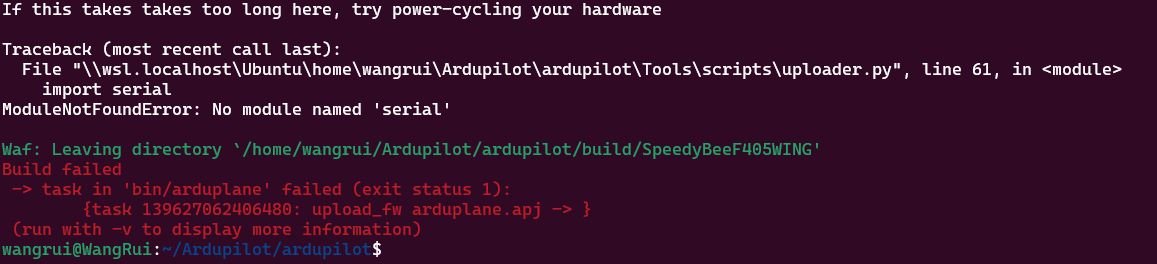 If this takes takes too long here, try power-cycling your hardware
Traceback (most recent call last):
  File "\\wsl.localhost\Ubuntu\home\wangrui\Ardupilot\ardupilot\Tools\scripts\uploader.py", line 61, in <module>
    import serial
ModuleNotFoundError: No module named 'serial'
Waf: Leaving directory `/home/wangrui/Ardupilot/ardupilot/build/SpeedyBeeF405WING'
Build failed
 -> task in 'bin/arduplane' failed (exit status 1):
        {task 139627062406480: upload_fw arduplane.apj -> }
 (run with -v to display more information)
wangrui@WangRui:~/Ardupilot/ardupilot$